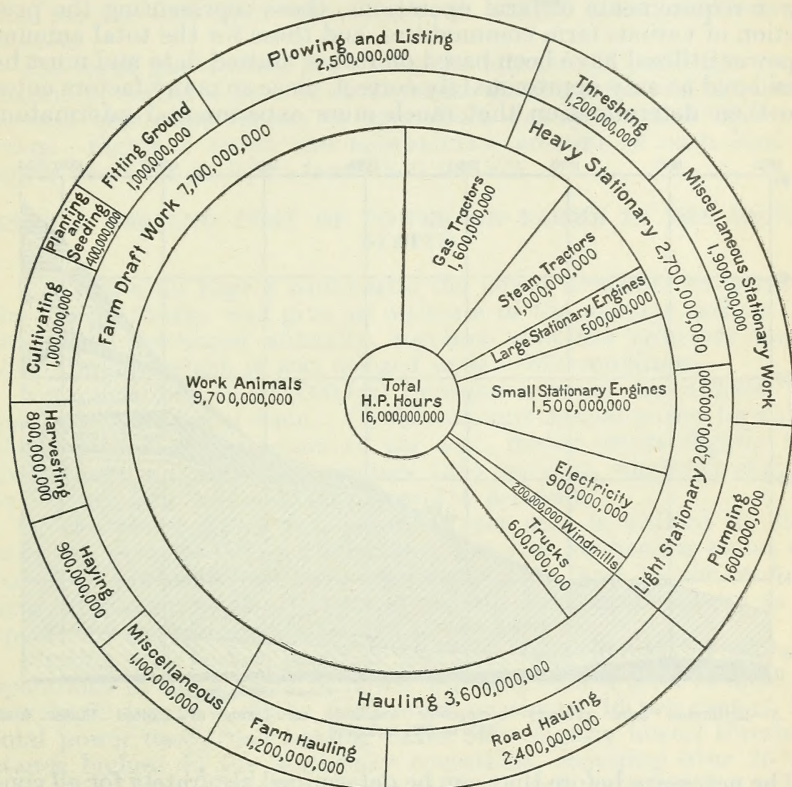 Plowing and Listing
2,500,000,000
Threshing
1,200,000,000
Miscellaneous Stationary Work
1,900,000,000
Pumping
1,600,000,000
Road Hauling
2,400,000,000
Farm Hauling
1,200,000,000
Miscellaneous
1,100,000,000
Haying
900,000,000
Harvesting
800,000,000
Cultivating
1,000,000,000
Planting
and
Seeding
400,000,000
Fitting Ground
1,000,000,000
Farm Draft Work 7,700,000,000
Heavy Stationary 2,700,000,000
Light Stationary 2,000,000,000
Hauling 3,600,000,000
Gas Tractors
1,600,000,000
Steam Tractors
1,000,000,000
Large Stationary Engines
500,000,000
Small Stationary Engines
1,500,000,000
Electricity
900,000,000
200,000,000 Windmills
Trucks
600,000,000
Work Animals
9,700,000,000
Total
H.P. Hours
16,000,000,000